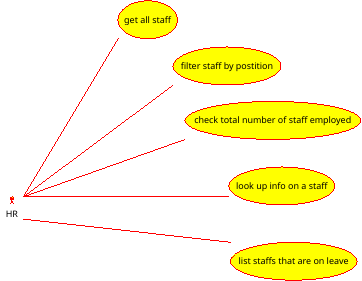 get all staff
filter staff by postition
check total number of staff employed
look up info on a staff
HR
list staffs that are on leave